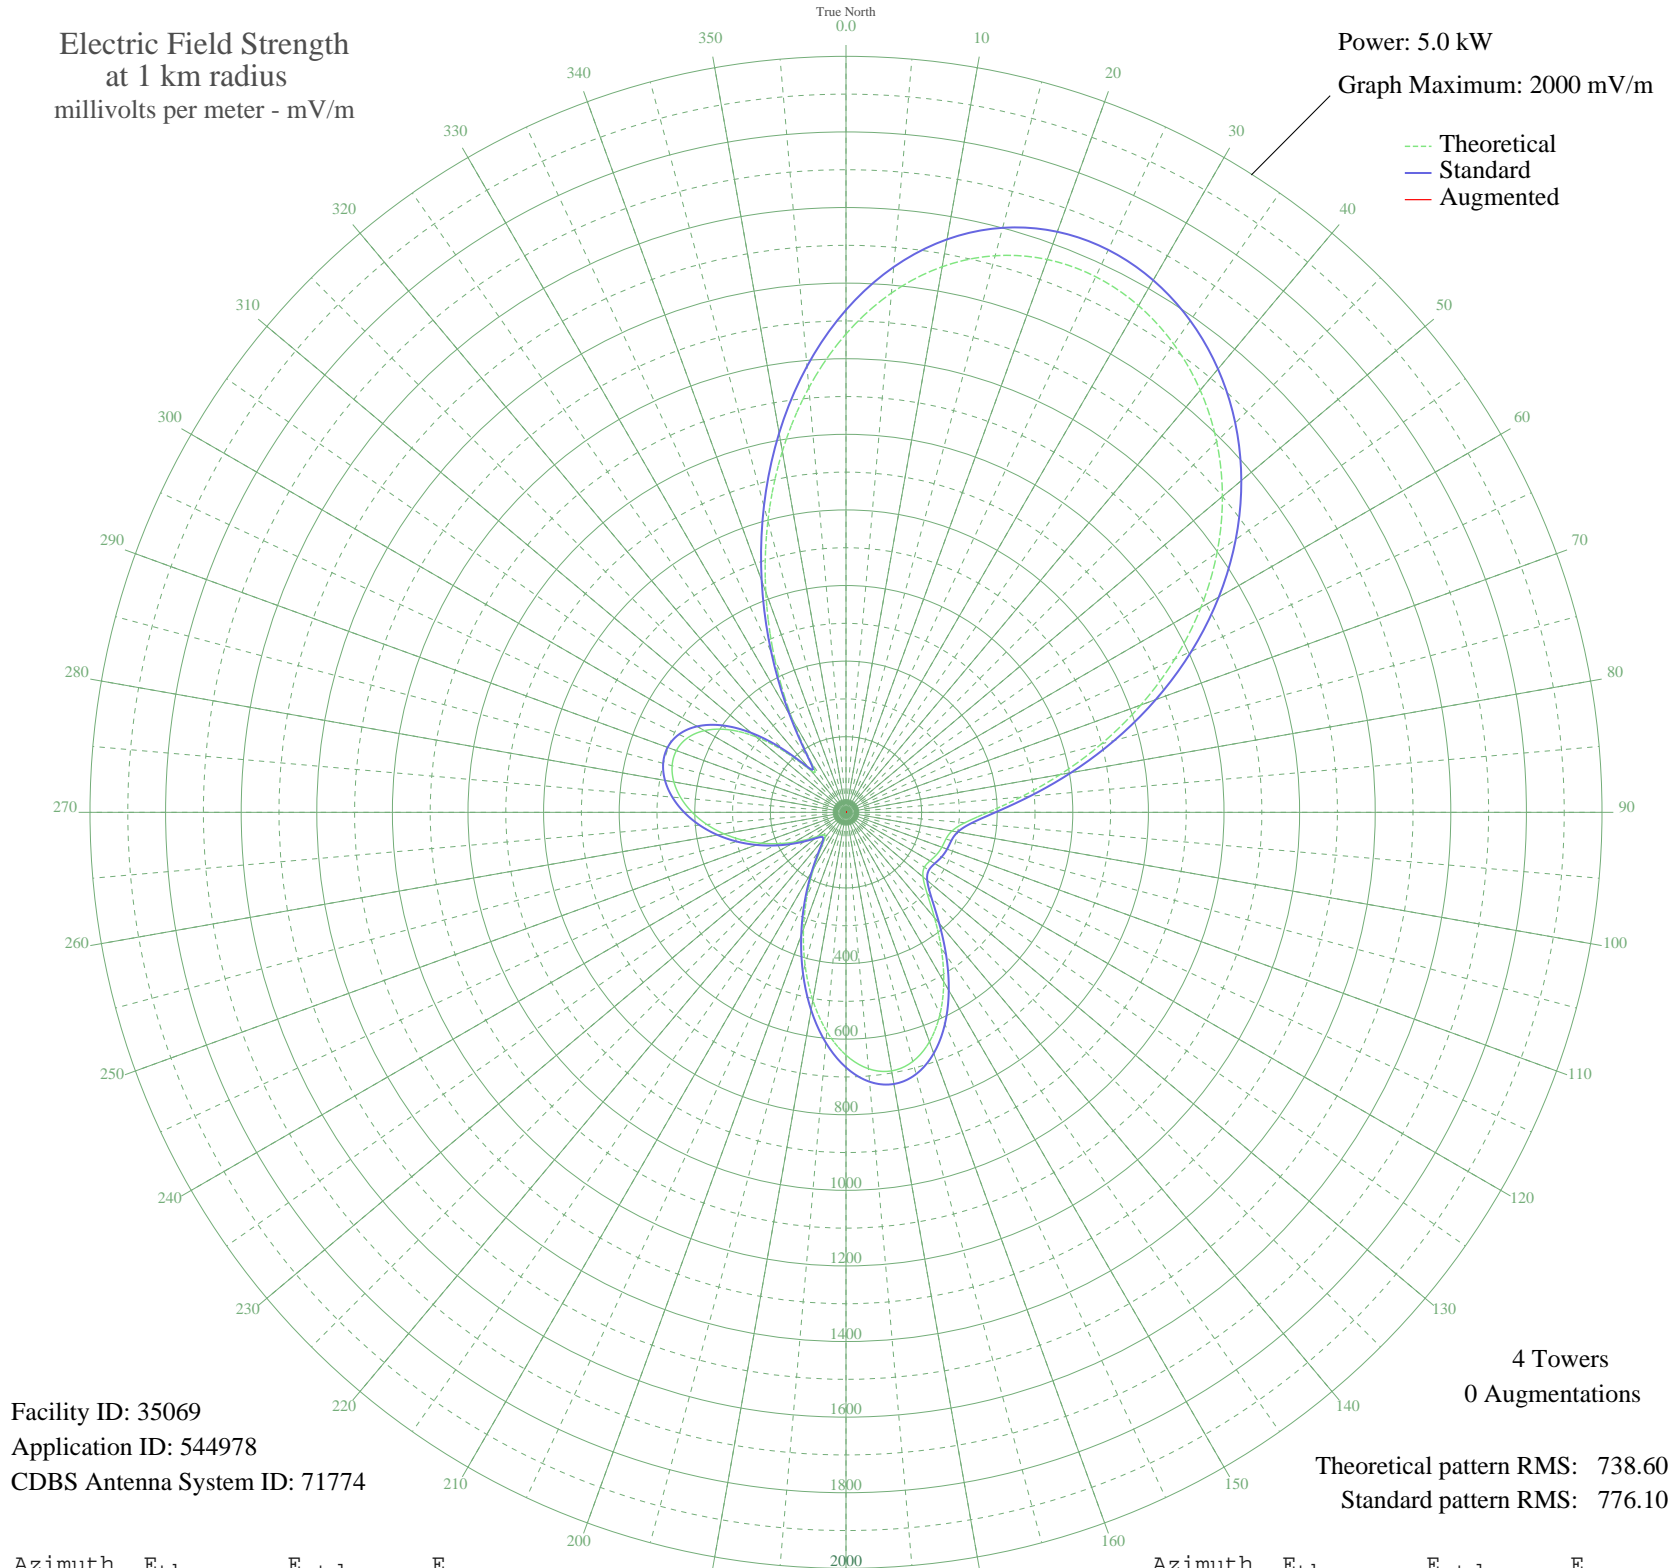 True North
Electric Field Strength
at 1 km radius
millivolts per meter - mV/m
Power: 5.0 kW
Graph Maximum: 2000 mV/m
Theoretical
Standard
Augmented
0.0
10
20
30
40
50
60
70
80
90
100
110
120
130
140
150
160
200
210
220
230
240
250
260
270
280
290
300
310
320
330
340
350
400
600
800
1000
1200
1400
1600
1800
2000
4 Towers
0 Augmentations
Facility ID: 35069
Application ID: 544978
CDBS Antenna System ID: 71774
Theoretical pattern RMS: 738.60
Standard pattern RMS: 776.10
Azimuth E E E Azimuth E E E